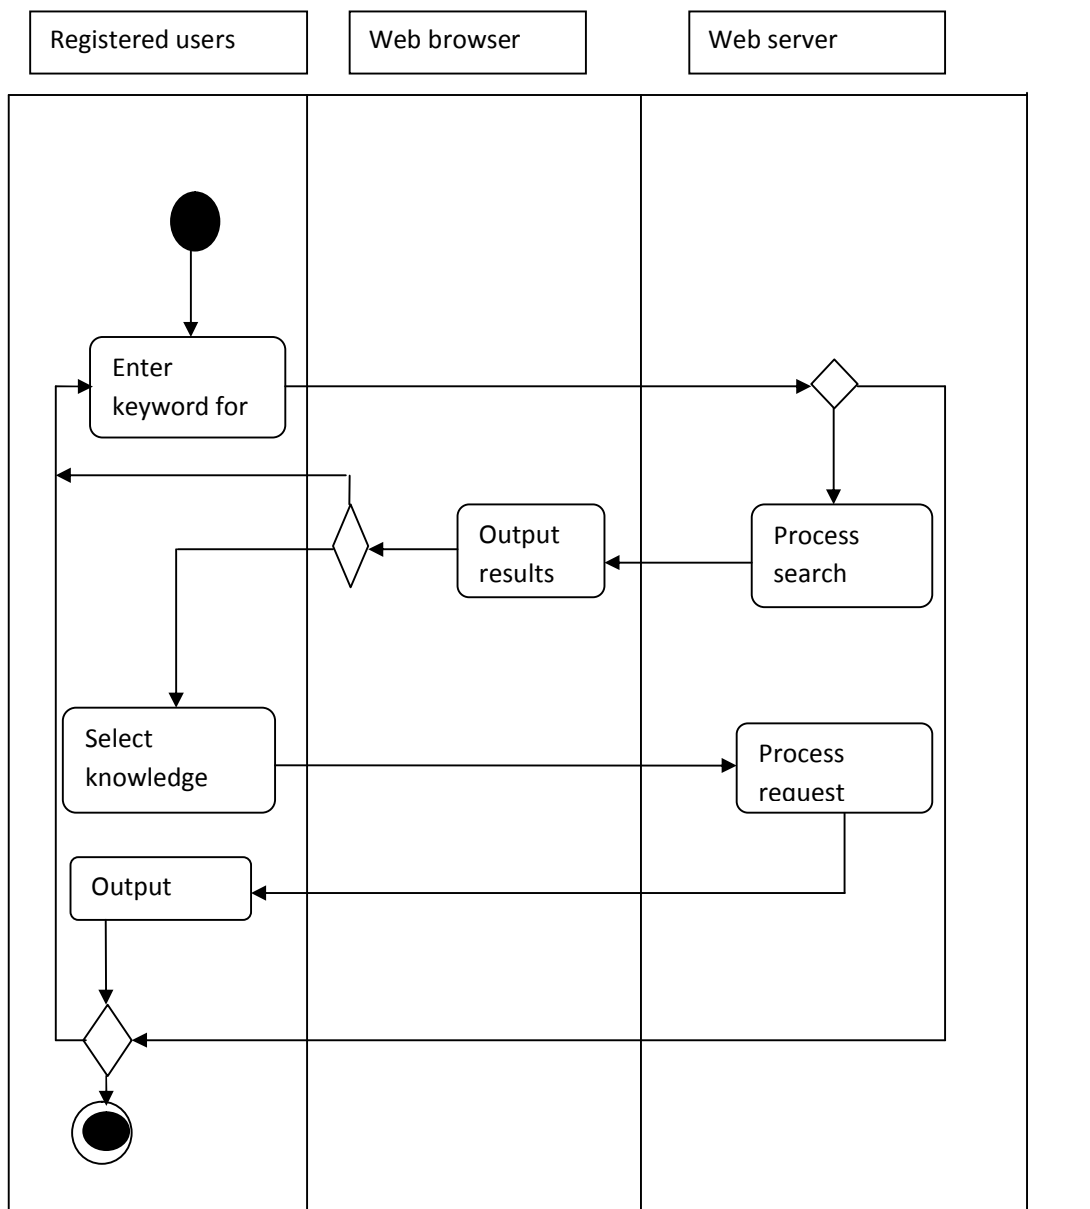 Registered users
Web browser
Web server
Enter
keyword for
Output
results
Process
search
Select
knowledge
Process
request
Output